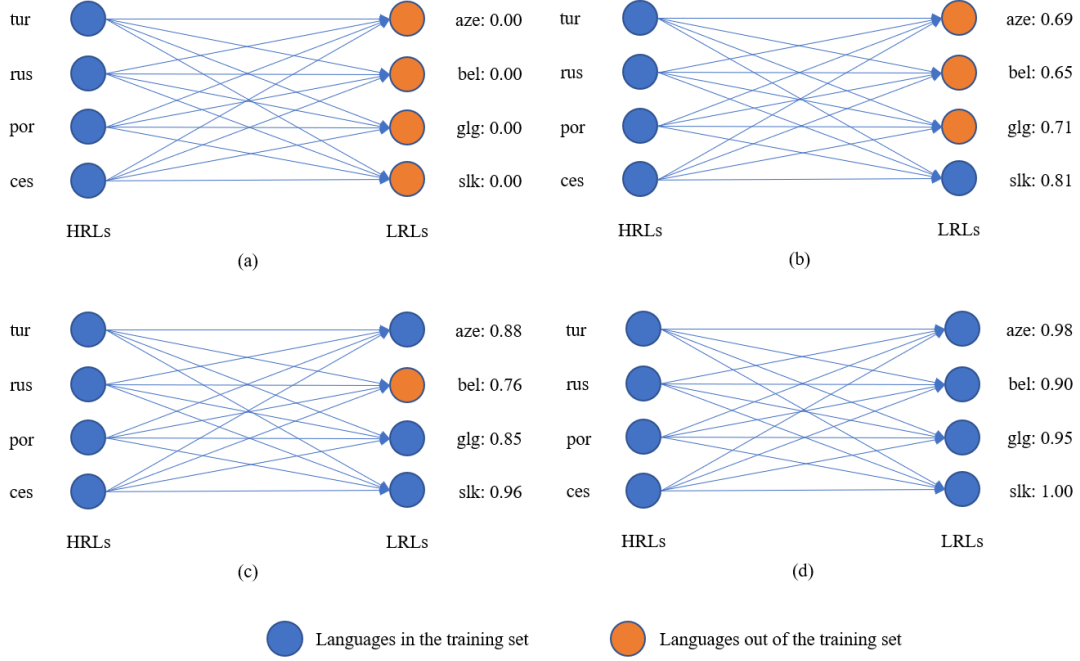 tur
rus
por
ces
HRLs
aze: 0.00
bel: 0.00
glg: 0.00
slk: 0.00
LRLs
(a)
tur
rus
por
ces
HRLs
aze: 0.69
bel: 0.65
glg: 0.71
slk: 0.81
LRLs
(b)
tur
rus
por
ces
HRLs
aze: 0.88
bel: 0.76
glg: 0.85
slk: 0.96
LRLs
(c)
tur
rus
por
ces
HRLs
aze: 0.98
bel: 0.90
glg: 0.95
slk: 1.00
LRLs
(d)
Languages in the training set
Languages out of the training set